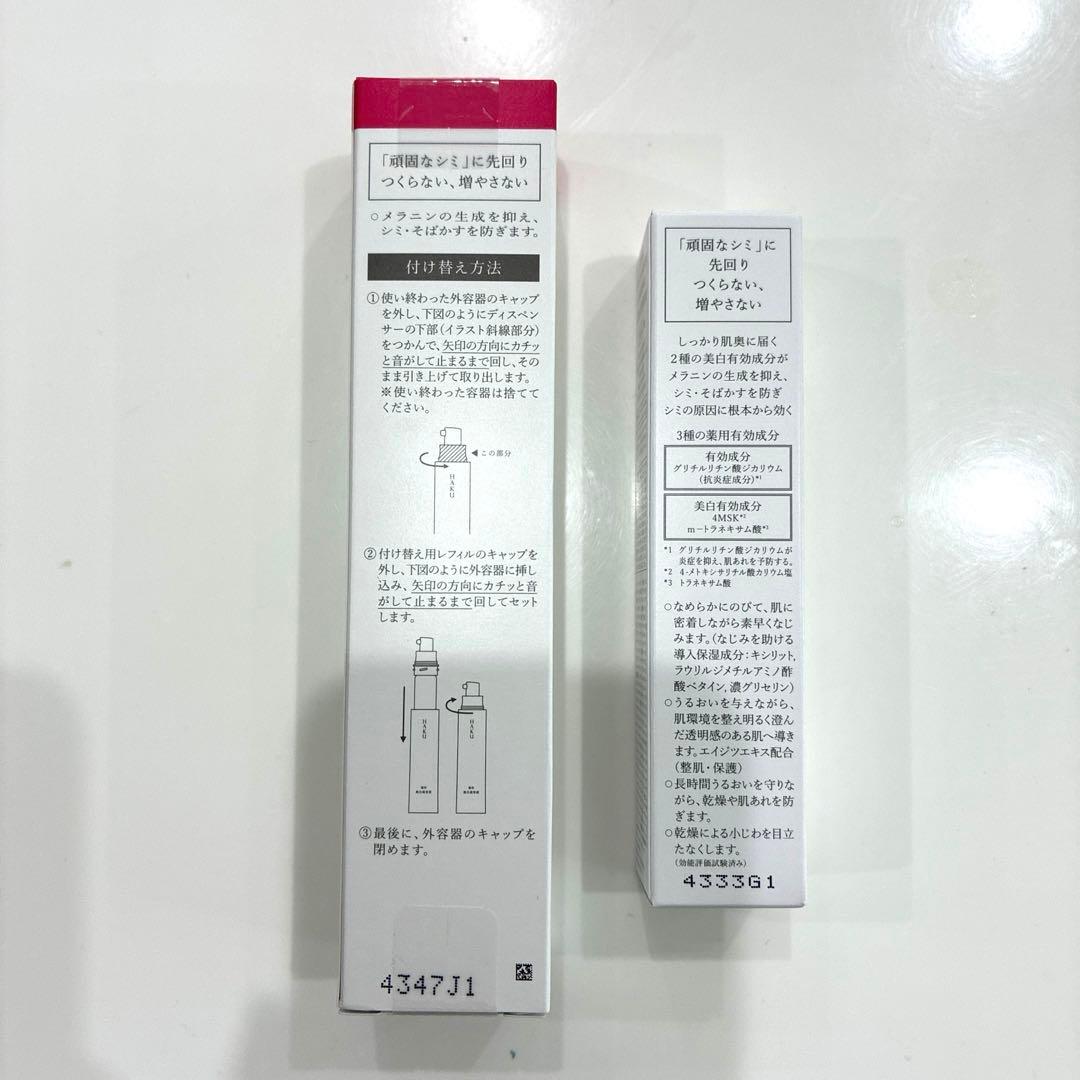 「頑固なシミ」に先回り
つくらない、増やさない
○メラニンの生成を抑え、
シミ・そばかすを防ぎます。
付け替え方法
①使い終わった外容器のキャップ
を外し、下図のようにディスペン
サーの下部（イラスト斜線部分）
をつかんで、矢印の方向にカチッ
と音がして止まるまで回し、その
まま引き上げて取り出します。
※使い終わった容器は捨てて
ください。
◀この部分
HAKU
②付け替え用レフィルのキャップを
外し、下図のように外容器に挿し
込み、矢印の方向にカチッと音
がして止まるまで回してセット
します。
HAKU
HAKU
③最後に、外容器のキャップを
閉めます。
4347J1
「頑固なシミ」に
先回り
つくらない、
増やさない
しっかり肌奥に届く
2種の美白有効成分が
メラニンの生成を抑え、
シミ・そばかすを防ぎ
シミの原因に根本から効く
3種の薬用有効成分
有効成分
グリチルリチン酸ジカリウム
（抗炎症成分）*1
美白有効成分
4MSK*2
m−トラネキサム酸*3
*1 グリチルリチン酸ジカリウムが
炎症を抑え、肌あれを予防する。
*2 4-メトキシサリチル酸カリウム塩
*3 トラネキサム酸
○なめらかにのびて、肌に
密着しながら素早くなじ
みます。（なじみを助ける
導入保湿成分：キシリット,
ラウリルジメチルアミノ酢
酸ベタイン, 濃グリセリン）
○うるおいを与えながら、
肌環境を整え明るく澄ん
だ透明感のある肌へ導き
ます。エイジツエキス配合
（整肌・保護）
○長時間うるおいを守りな
がら、乾燥や肌あれを防
ぎます。
○乾燥による小じわを目立
たなくします。
（効能評価試験済み）
4333G1